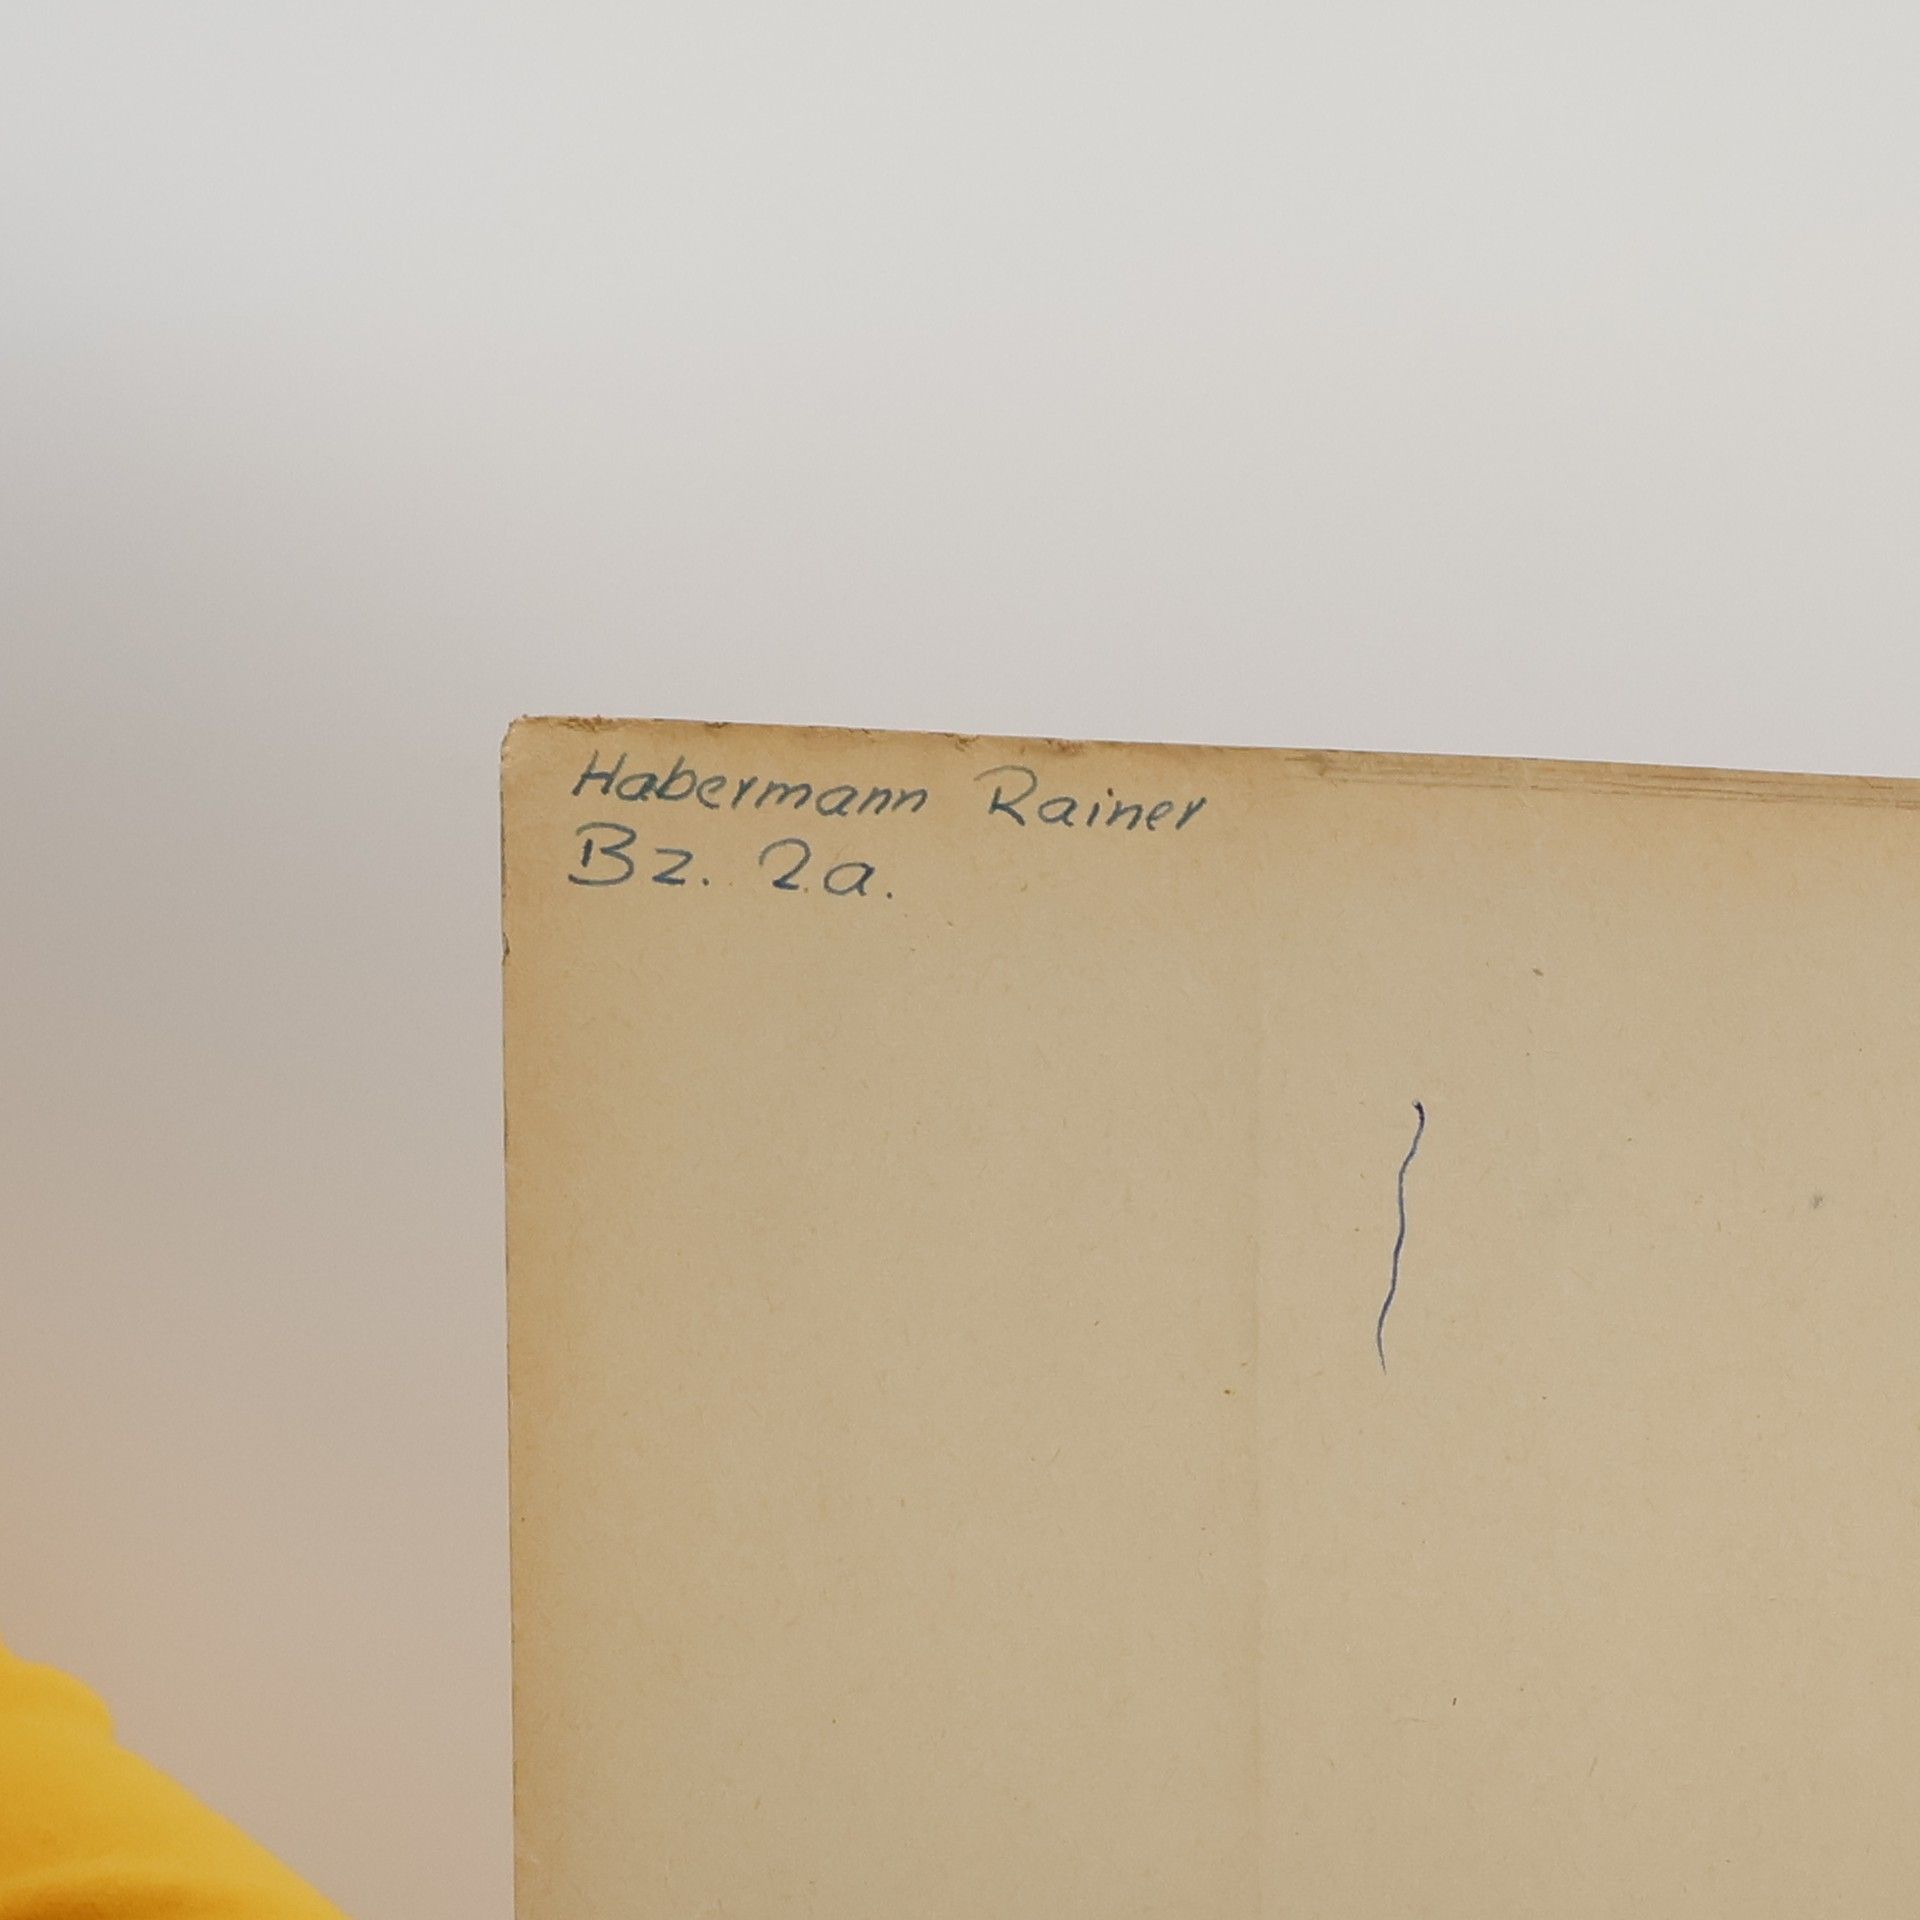 Habermann Rainer
Bz. 2a.